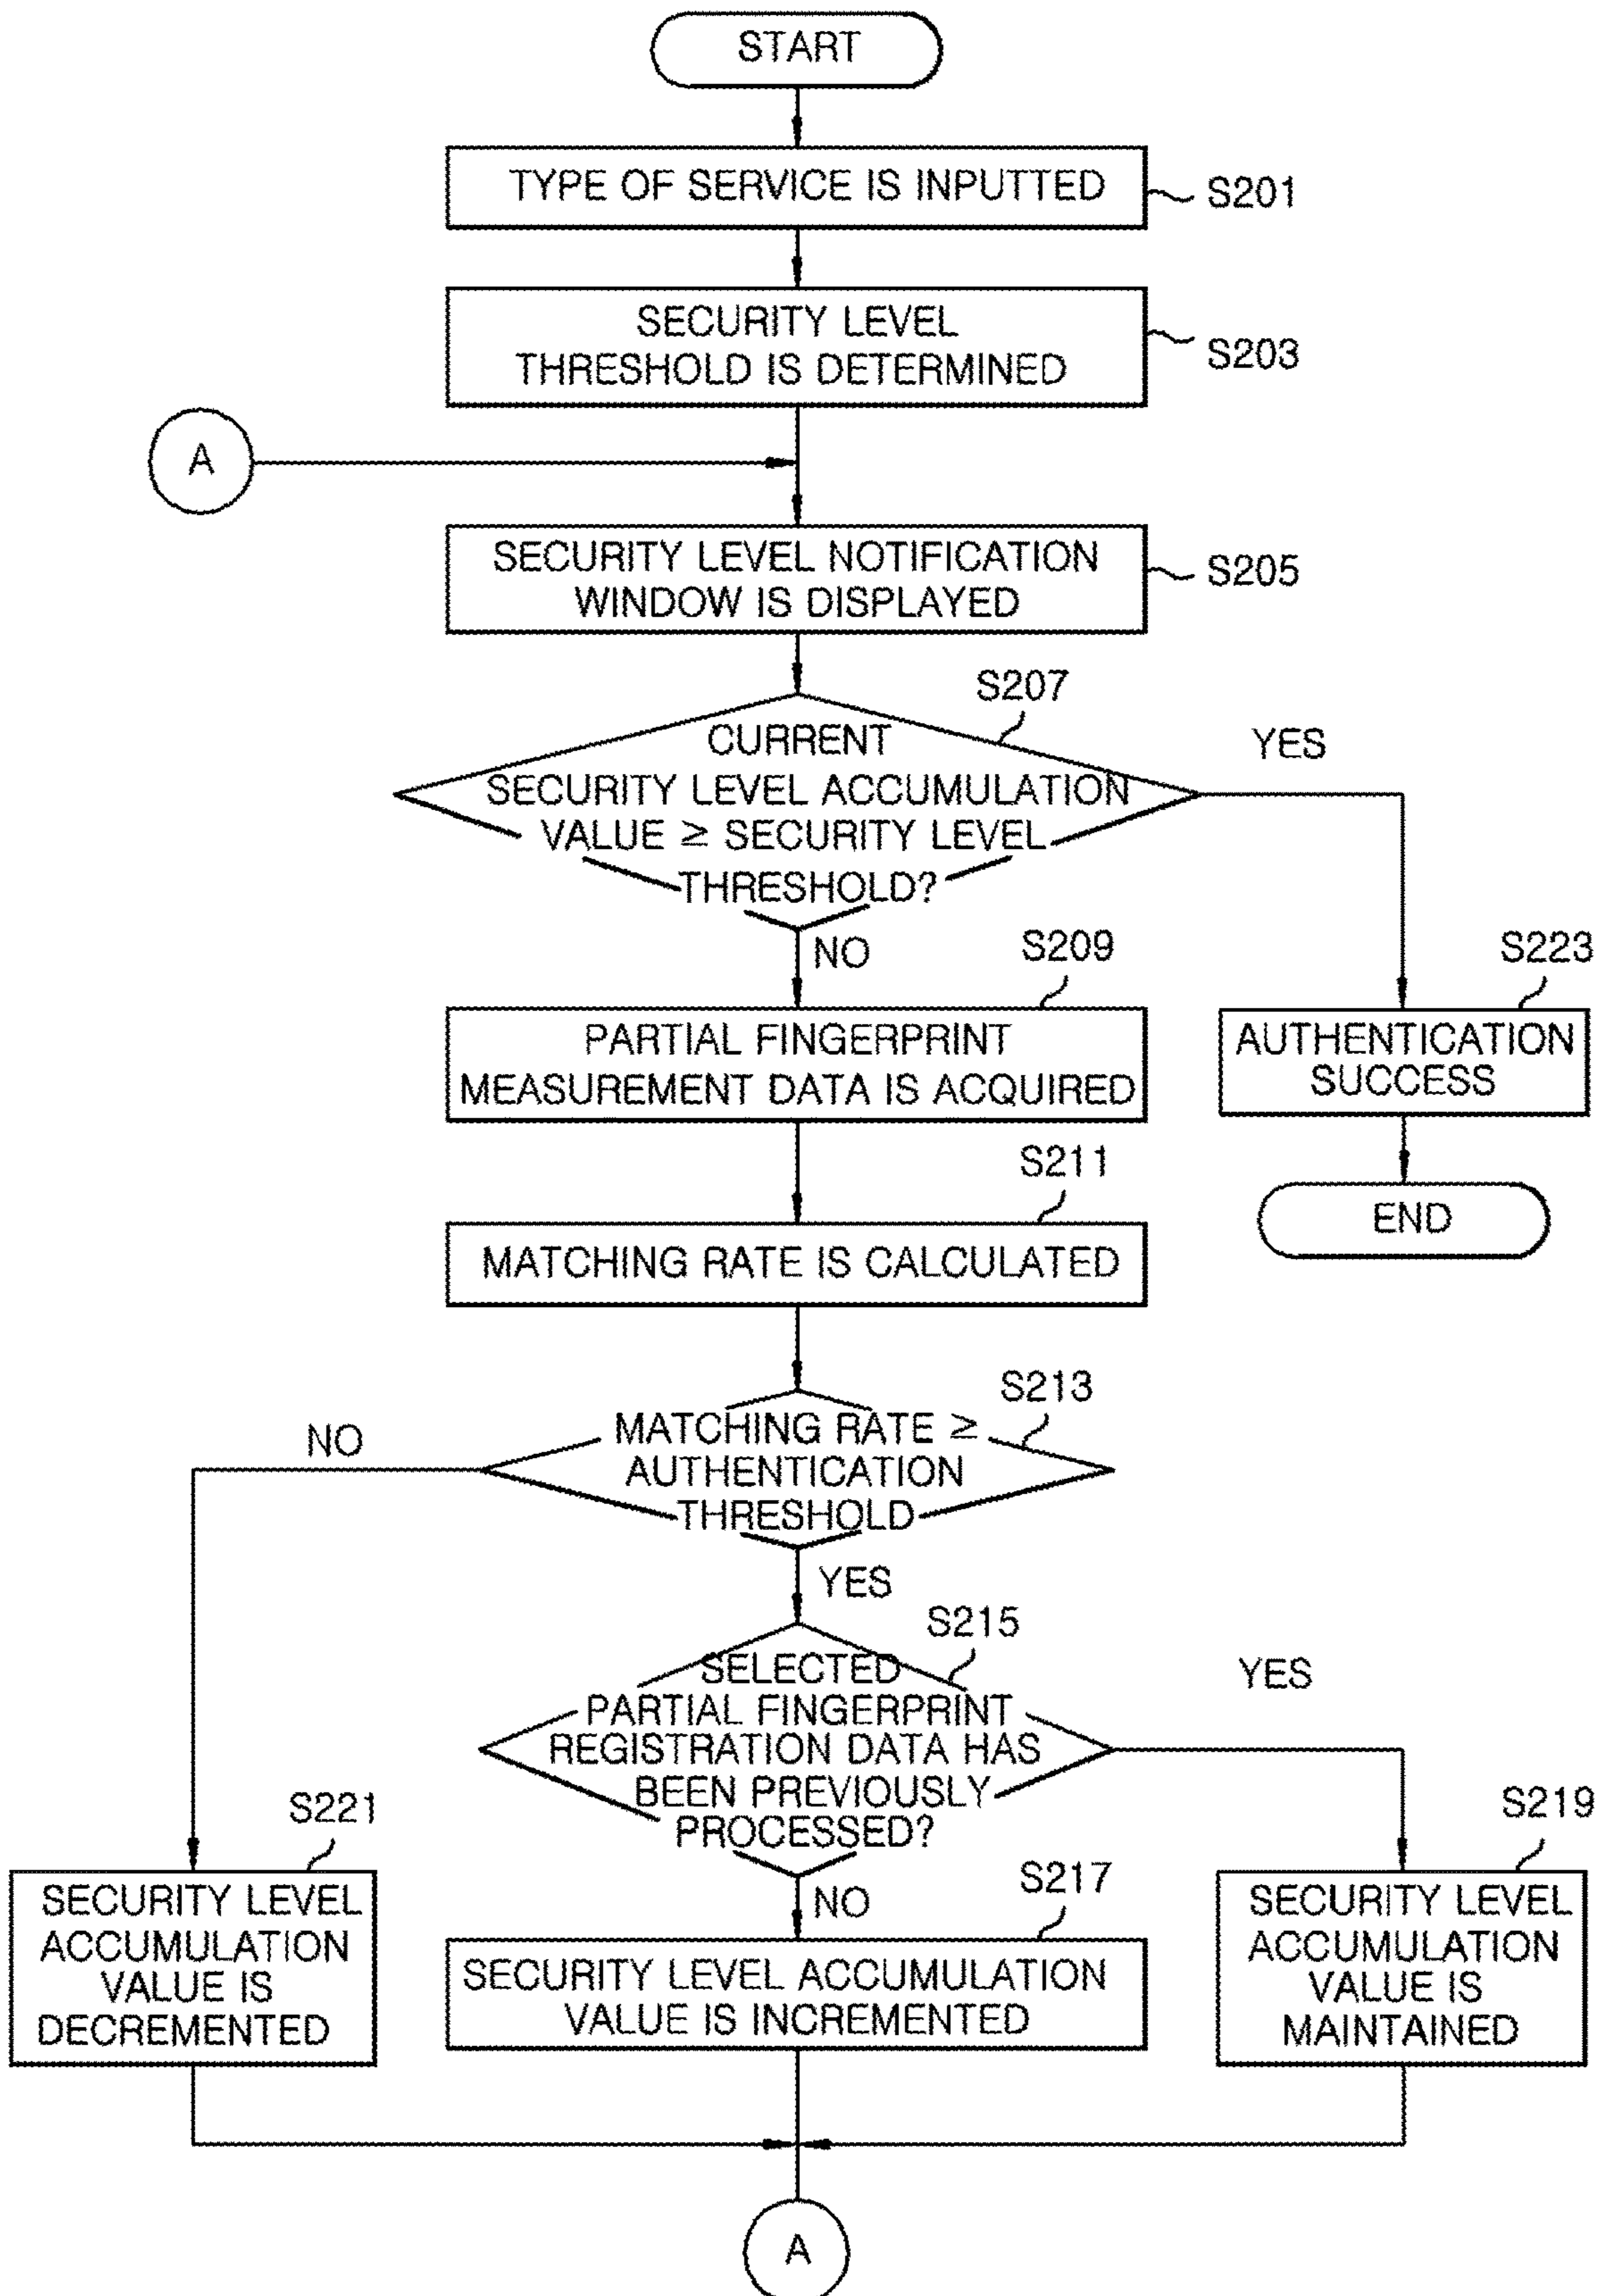 START
TYPE OF SERVICE IS INPUTTED
S201
SECURITY LEVEL
THRESHOLD IS DETERMINED
S203
A
SECURITY LEVEL NOTIFICATION
WINDOW IS DISPLAYED
S205
S207
CURRENT
SECURITY LEVEL ACCUMULATION
VALUE ≥ SECURITY LEVEL
THRESHOLD?
YES
NO
S209
PARTIAL FINGERPRINT
MEASUREMENT DATA IS ACQUIRED
S223
AUTHENTICATION
SUCCESS
END
S211
MATCHING RATE IS CALCULATED
S213
MATCHING RATE ≥
AUTHENTICATION
THRESHOLD
NO
YES
S215
SELECTED
PARTIAL FINGERPRINT
REGISTRATION DATA HAS
BEEN PREVIOUSLY
PROCESSED?
YES
NO
S221
SECURITY LEVEL
ACCUMULATION
VALUE IS
DECREMENTED
S217
SECURITY LEVEL ACCUMULATION
VALUE IS INCREMENTED
S219
SECURITY LEVEL
ACCUMULATION
VALUE IS
MAINTAINED
A